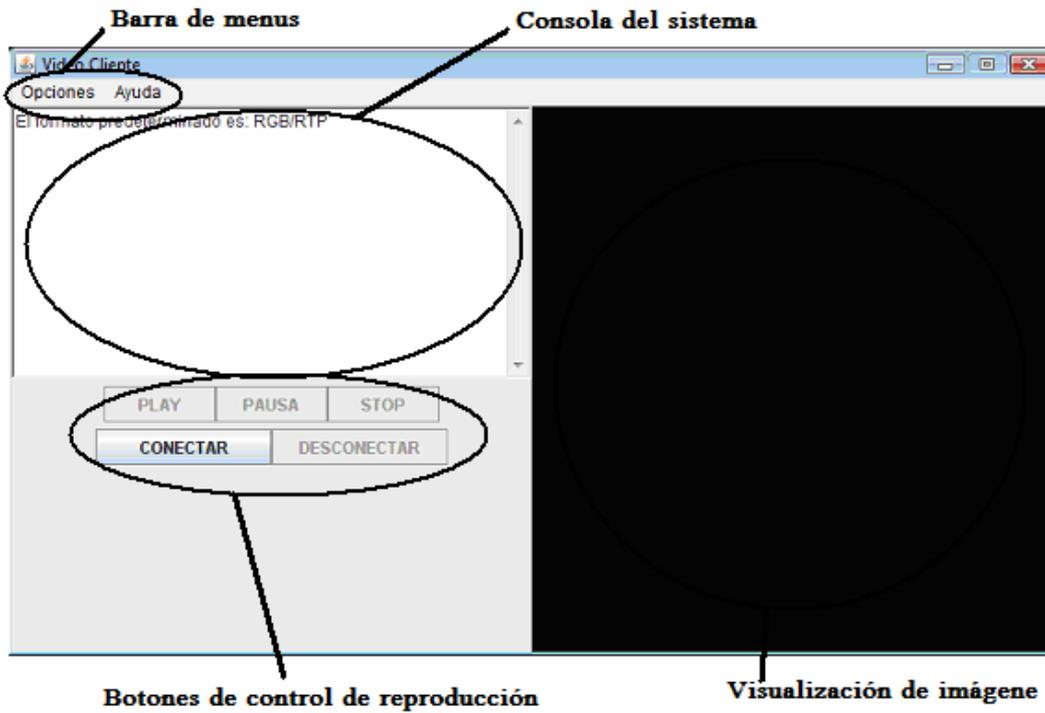 Barra de menus
Consola del sistema
Video Cliente
Opciones Ayuda
El formato predeterminado es: RGB/RTP
PLAY PAUSA STOP
CONECTAR DESCONECTAR
Botones de control de reproducción
Visualización de imágene